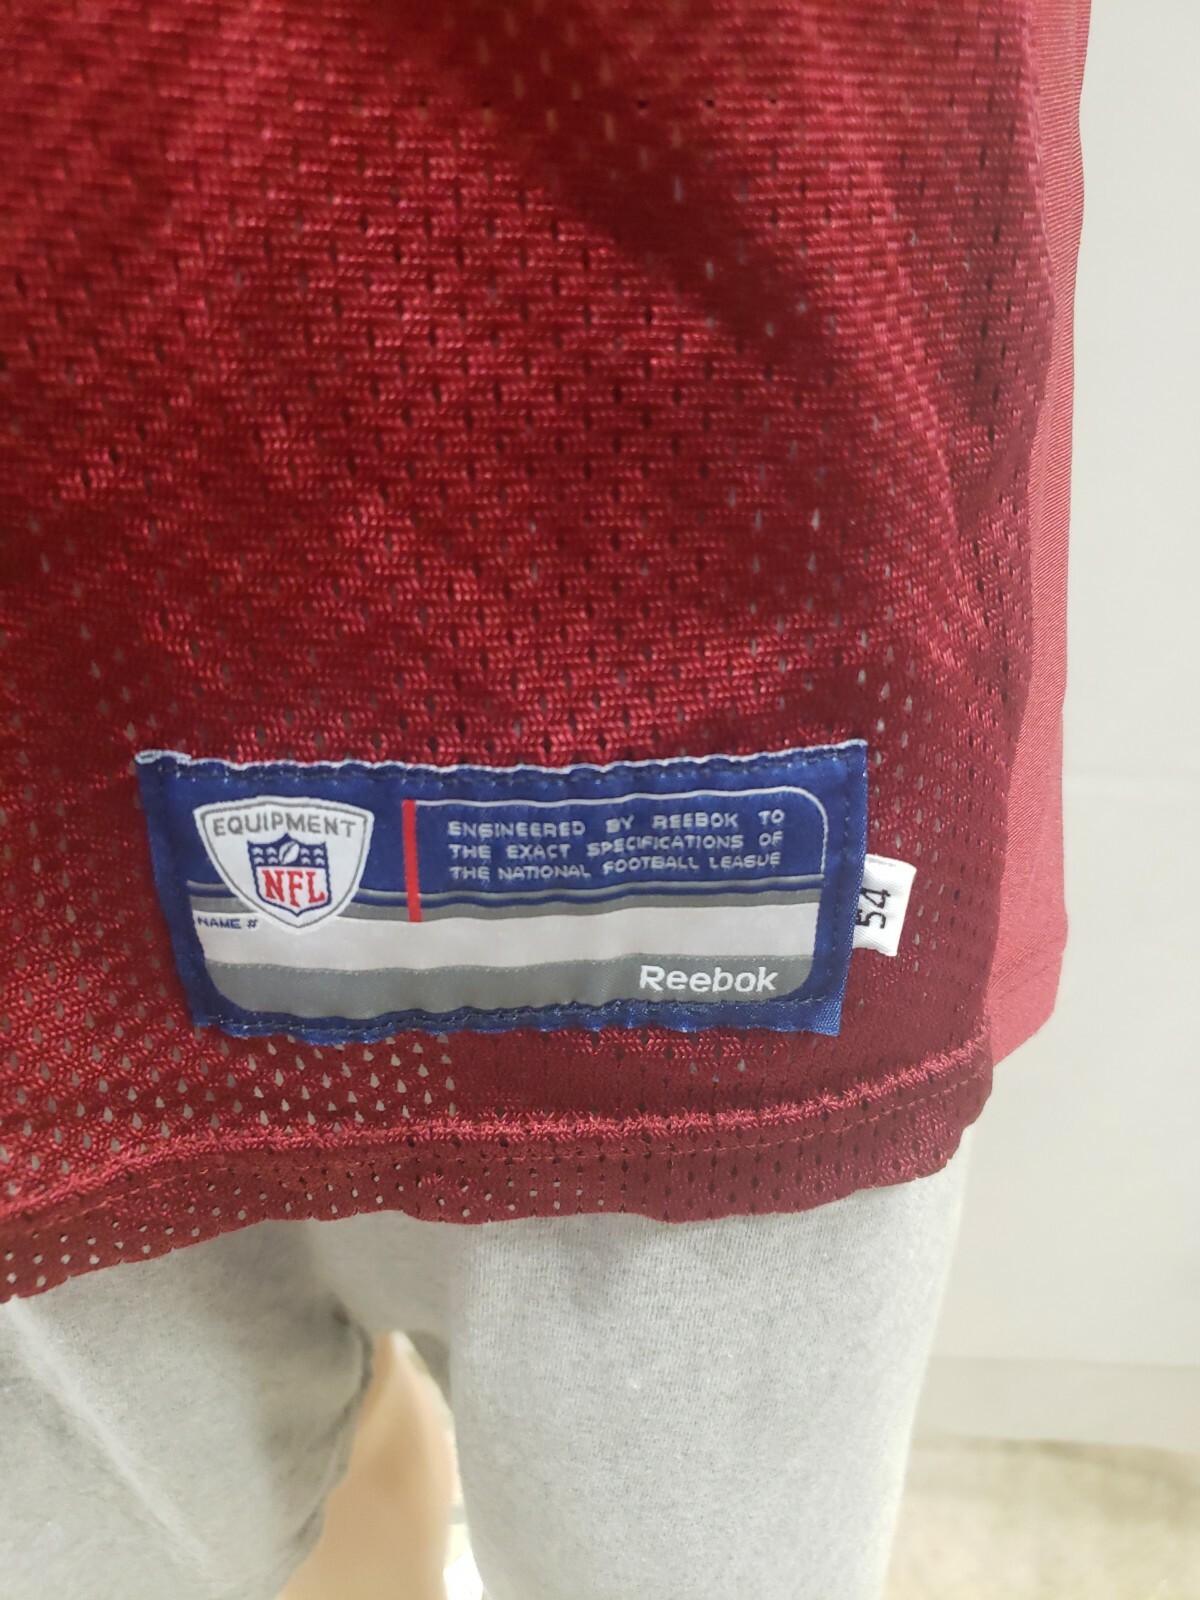 EQUIPMENT
NFL
NAME #
ENGINEERED BY REEBOK TO
THE EXACT SPECIFICATIONS OF
THE NATIONAL FOOTBALL LEAGUE
Reebok
54